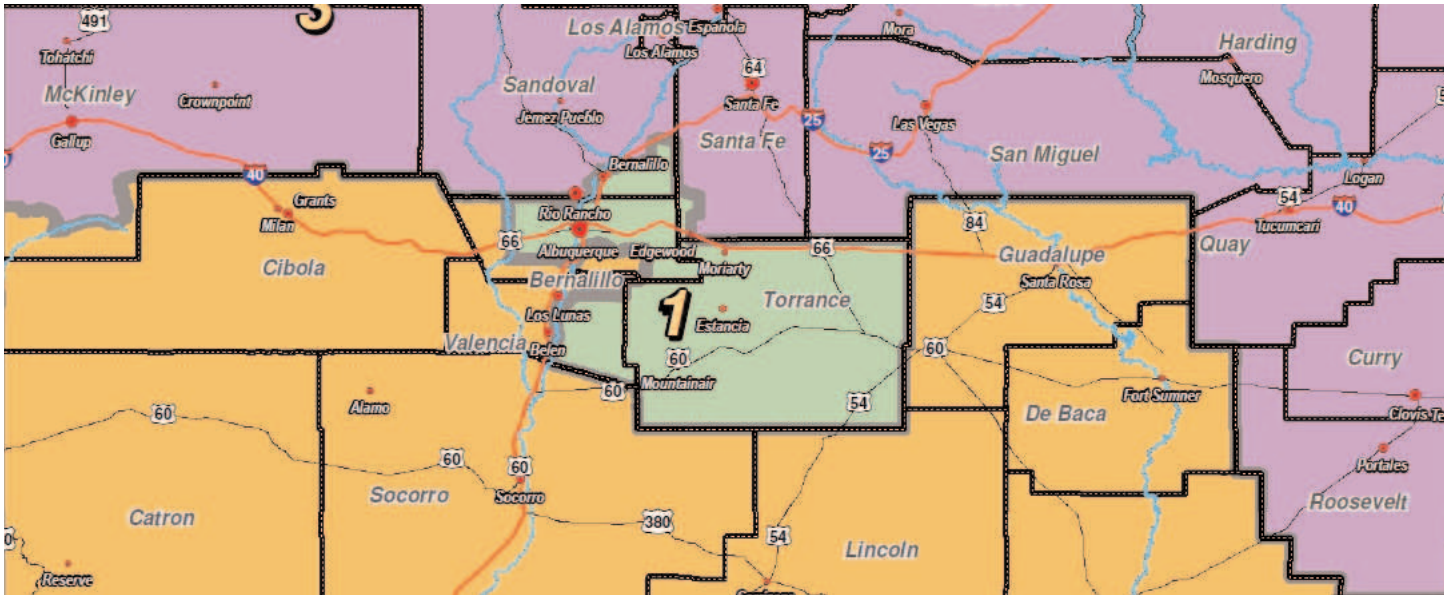 3
491
Los Alamos
Española
Mora
Tohatchi
Los Alamos
Harding
McKinley
Crownpoint
Sandoval
64
Mosquero
Gallup
Jemez Pueblo
Santa Fe
Las Vegas
25
Santa Fe
25
San Miguel
Bernalillo
Logan
40
Grants
Rio Rancho
54
40
Milan
Tucumcari
84
66
Albuquerque
Edgewood
66
Quay
Cibola
Moriarty
Guadalupe
Bernalillo
Santa Rosa
Torrance
54
Los Lunas
1
Estancia
Valencia
Belen
60
60
Curry
Mountainair
60
Fort Sumner
Alamo
54
De Baca
Clovis
60
60
60
Portales
Socorro
Socorro
Roosevelt
Catron
380
54
Lincoln
Reserve